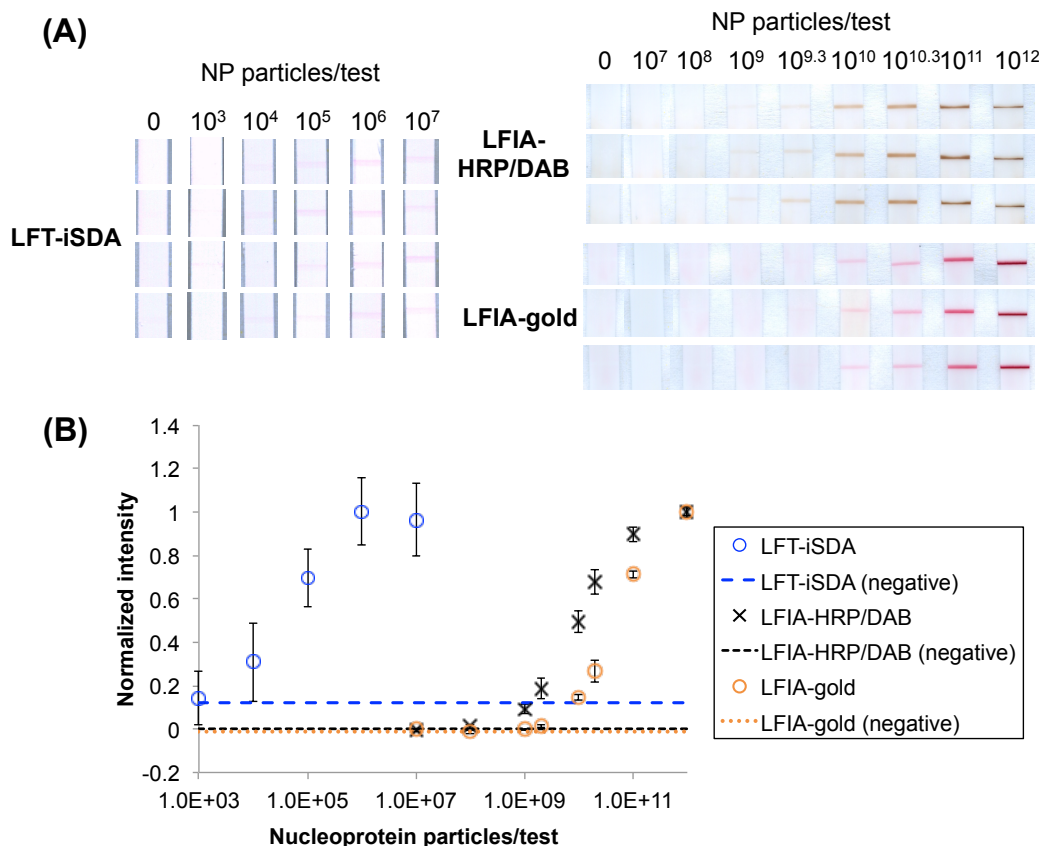 (A)
NP particles/test
0 10³ 10⁴ 10⁵ 10⁶ 10⁷
LFT-iSDA
NP particles/test
0 10⁷ 10⁸ 10⁹ 10⁹·³ 10¹⁰ 10¹⁰·³ 10¹¹ 10¹²
LFIA-
HRP/DAB
LFIA-gold
(B)
Normalized intensity
1.4
1.2
1
0.8
0.6
0.4
0.2
0
-0.2
1.0E+03 1.0E+05 1.0E+07 1.0E+09 1.0E+11
Nucleoprotein particles/test
LFT-iSDA
LFT-iSDA (negative)
LFIA-HRP/DAB
LFIA-HRP/DAB (negative)
LFIA-gold
LFIA-gold (negative)